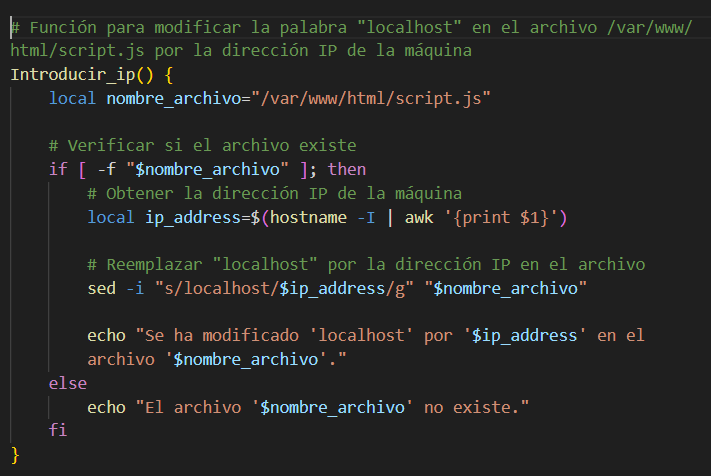 # Función para modificar la palabra "localhost" en el archivo /var/www/
html/script.js por la dirección IP de la máquina
Introducir_ip() {
    local nombre_archivo="/var/www/html/script.js"

    # Verificar si el archivo existe
    if [ -f "$nombre_archivo" ]; then
        # Obtener la dirección IP de la máquina
        local ip_address=$(hostname -I | awk '{print $1}')

        # Reemplazar "localhost" por la dirección IP en el archivo
        sed -i "s/localhost/$ip_address/g" "$nombre_archivo"

        echo "Se ha modificado 'localhost' por '$ip_address' en el
        archivo '$nombre_archivo'."
    else
        echo "El archivo '$nombre_archivo' no existe."
    fi
}